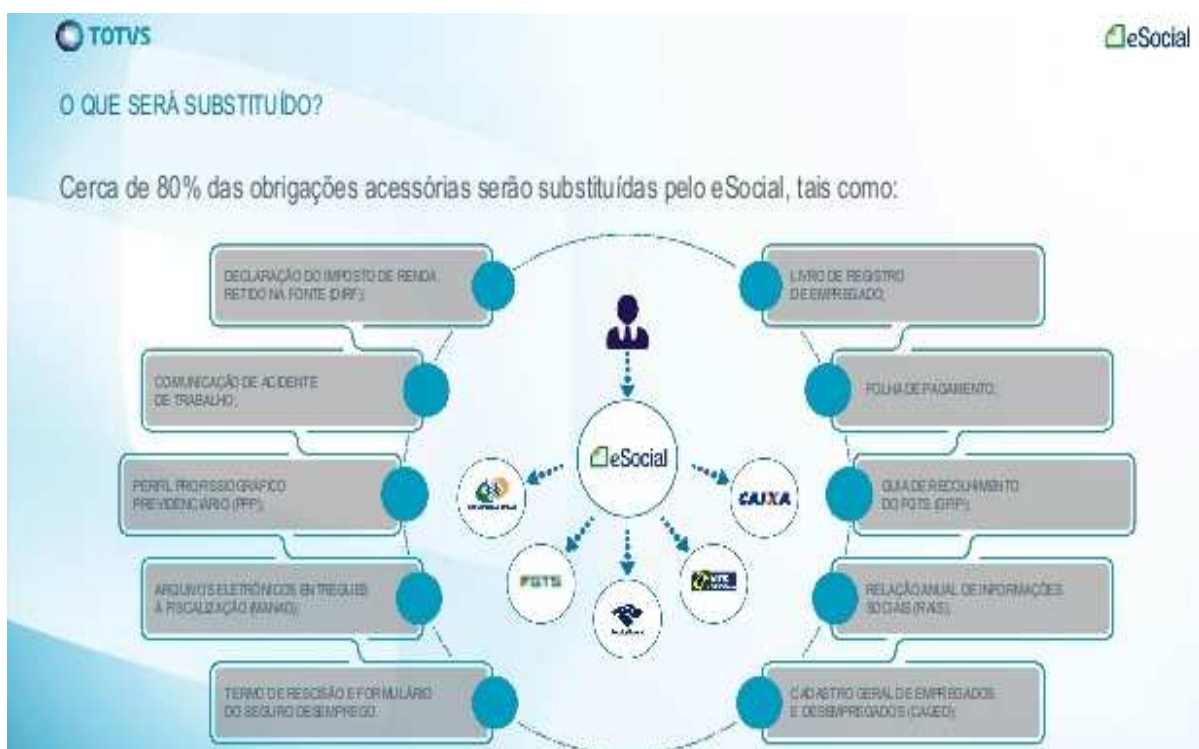 TOTVS
eSocial
O QUE SERÁ SUBSTITUÍDO?
Cerca de 80% das obrigações acessórias serão substituídas pelo eSocial, tais como:
DECLARAÇÃO DO IMPOSTO DE RENDA
RETIDO NA FONTE (DIRF);
COMUNICAÇÃO DE ACIDENTE
DE TRABALHO;
PERFIL PROFISSIOGRÁFICO
PREVIDENCIÁRIO (PPP);
ARQUIVOS ELETRÔNICOS ENTREGUES
À FISCALIZAÇÃO (MANAD);
TERMO DE RESCISÃO E FORMULÁRIO
DO SEGURO DESEMPREGO.
eSocial
CAIXA
FGTS
LIVRO DE REGISTRO
DE EMPREGADO;
FOLHA DE PAGAMENTO;
GUIA DE RECOLHIMENTO
DO FGTS (GFIP);
RELAÇÃO ANUAL DE INFORMAÇÕES
SOCIAIS (RAIS);
CADASTRO GERAL DE EMPREGADOS
E DESEMPREGADOS (CAGED);